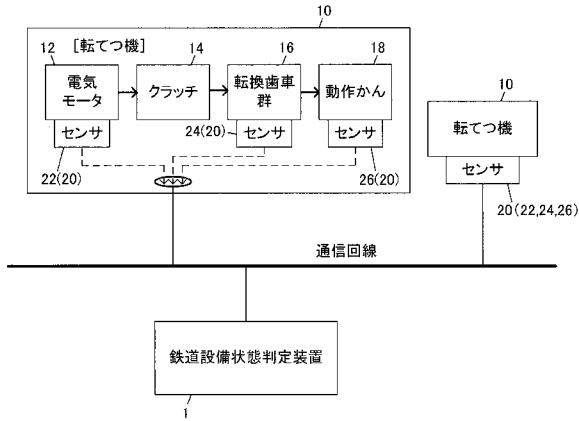 10
[転てつ機]
12
14
16
18
電気
モータ
クラッチ
転換歯車
群
動作かん
センサ
24(20)
センサ
センサ
22(20)
26(20)
10
転てつ機
センサ
20(22,24,26)
通信回線
鉄道設備状態判定装置
1